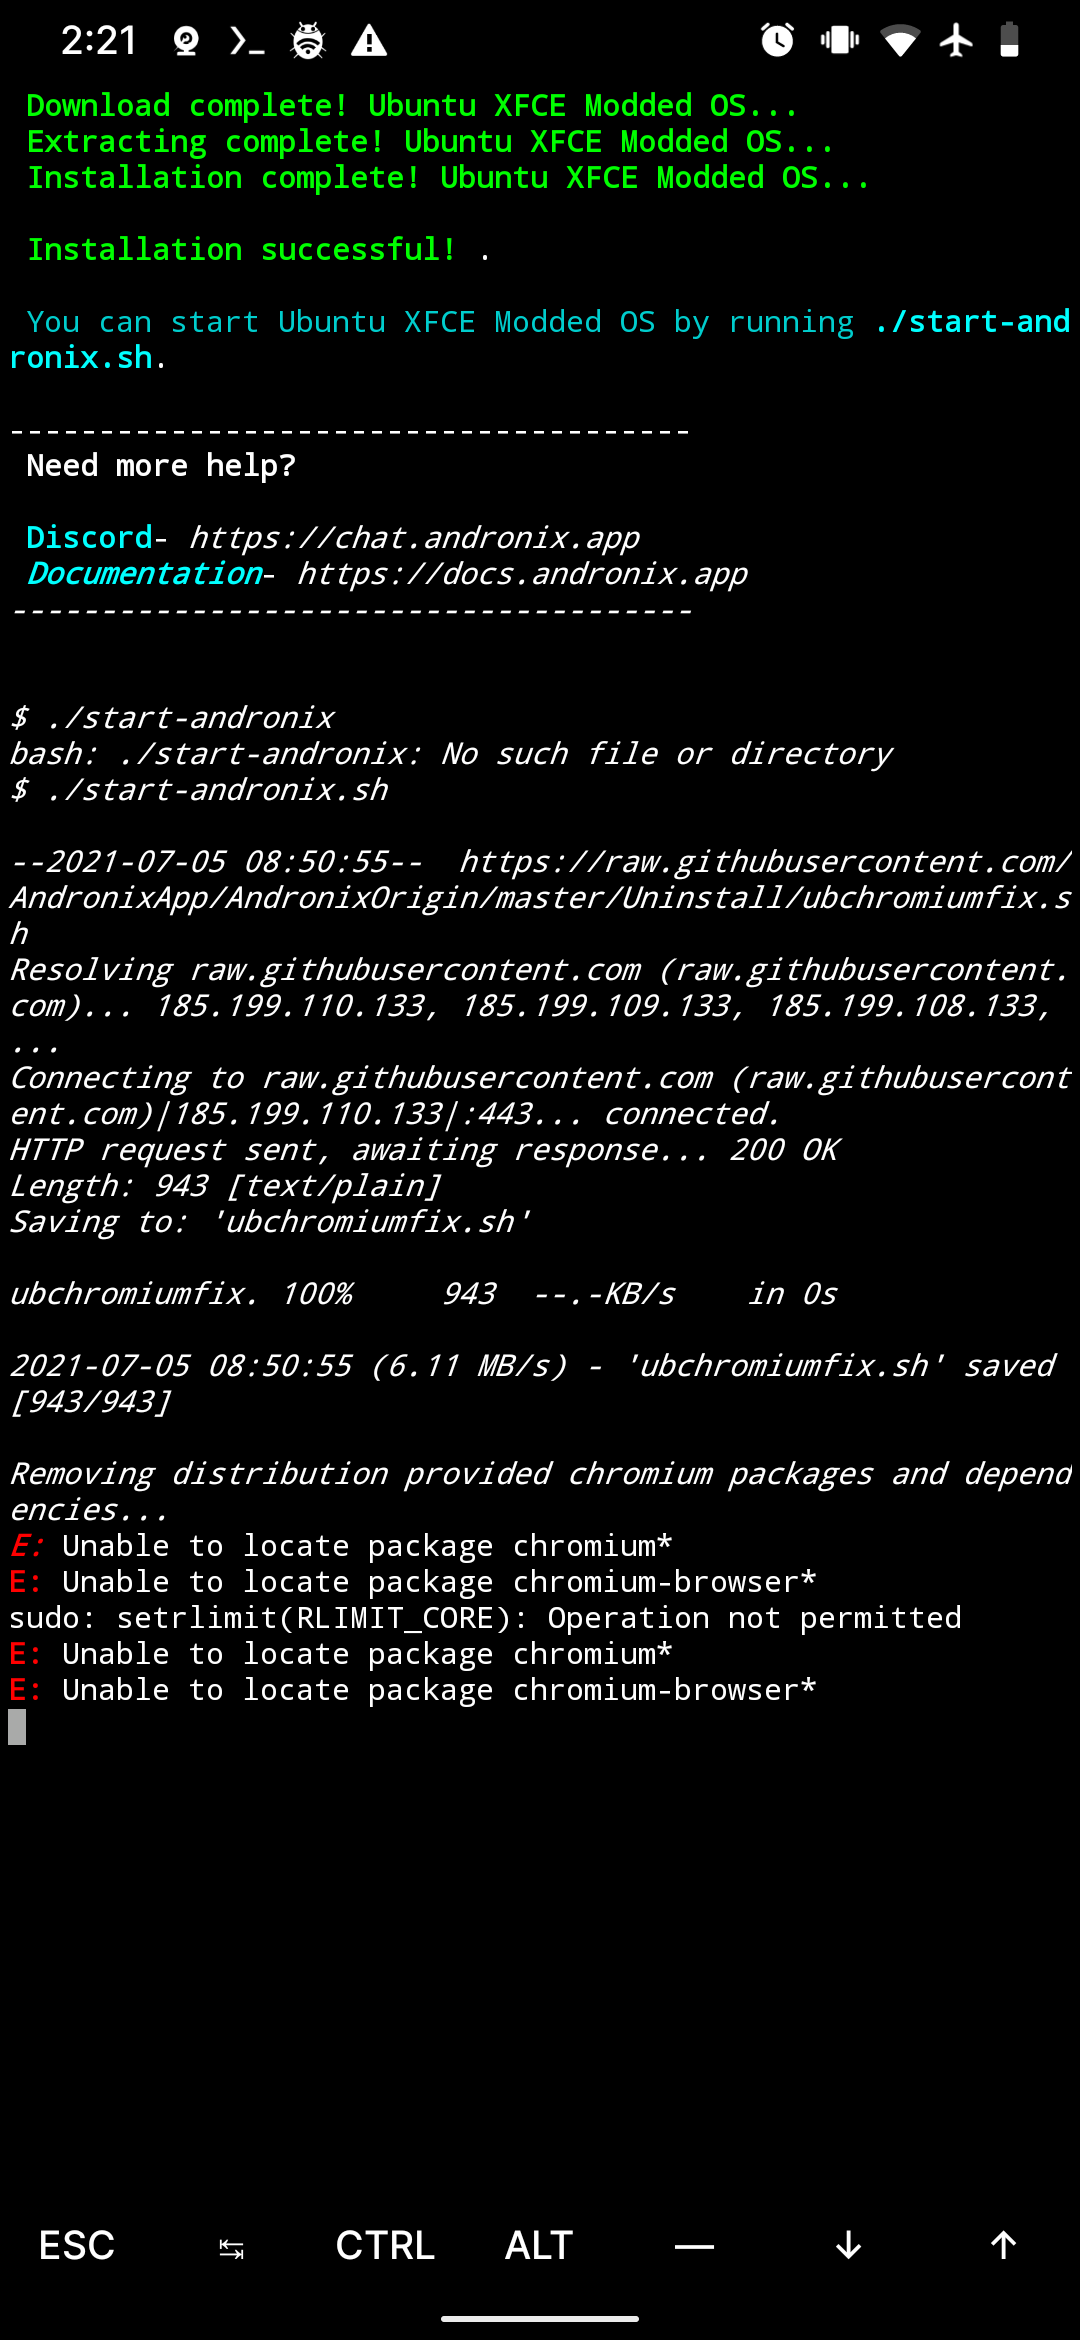 2:21
Download complete! Ubuntu XFCE Modded OS...
Extracting complete! Ubuntu XFCE Modded OS...
Installation complete! Ubuntu XFCE Modded OS...
Installation successful! .
You can start Ubuntu XFCE Modded OS by running ./start-and
ronix.sh.
--------------------------------------
Need more help?
Discord- https://chat.andronix.app
Documentation- https://docs.andronix.app
--------------------------------------
$ ./start-andronix
bash: ./start-andronix: No such file or directory
$ ./start-andronix.sh
--2021-07-05 08:50:55--  https://raw.githubusercontent.com/
AndronixApp/AndronixOrigin/master/Uninstall/ubchromiumfix.s
h
Resolving raw.githubusercontent.com (raw.githubusercontent.
com)... 185.199.110.133, 185.199.109.133, 185.199.108.133,
...
Connecting to raw.githubusercontent.com (raw.githubusercont
ent.com)|185.199.110.133|:443... connected.
HTTP request sent, awaiting response... 200 OK
Length: 943 [text/plain]
Saving to: 'ubchromiumfix.sh'
ubchromiumfix. 100%     943  --.-KB/s    in 0s
2021-07-05 08:50:55 (6.11 MB/s) - 'ubchromiumfix.sh' saved
[943/943]
Removing distribution provided chromium packages and depend
encies...
E: Unable to locate package chromium*
E: Unable to locate package chromium-browser*
sudo: setrlimit(RLIMIT_CORE): Operation not permitted
E: Unable to locate package chromium*
E: Unable to locate package chromium-browser*
ESC ↹ CTRL ALT — ↓ ↑